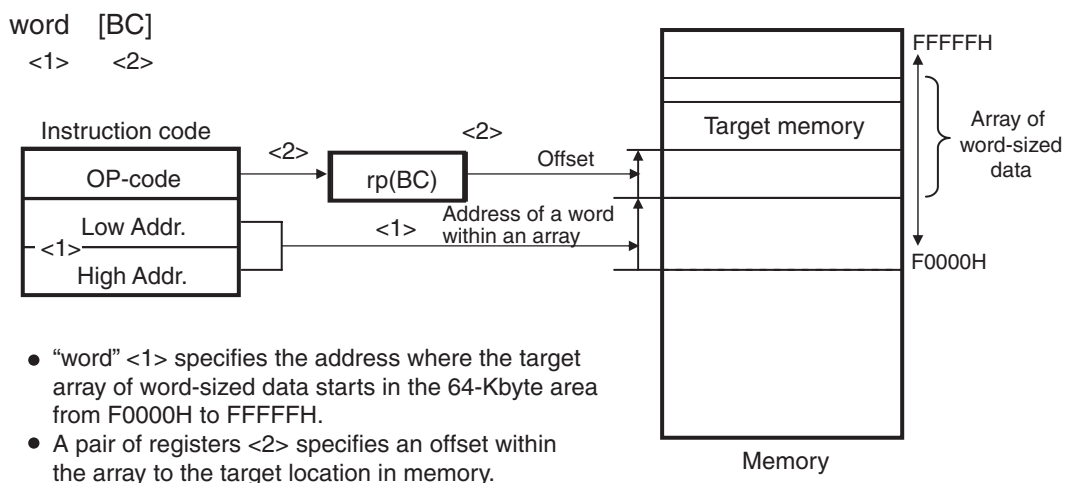 word [BC]
<1> <2>
Instruction code
OP-code
Low Addr.
<1>
High Addr.
<2>
rp(BC)
<2>
Offset
<1>
Address of a word
within an array
FFFFFH
Target memory
Array of
word-sized
data
F0000H
Memory
● “word” <1> specifies the address where the target
array of word-sized data starts in the 64-Kbyte area
from F0000H to FFFFFH.
● A pair of registers <2> specifies an offset within
the array to the target location in memory.